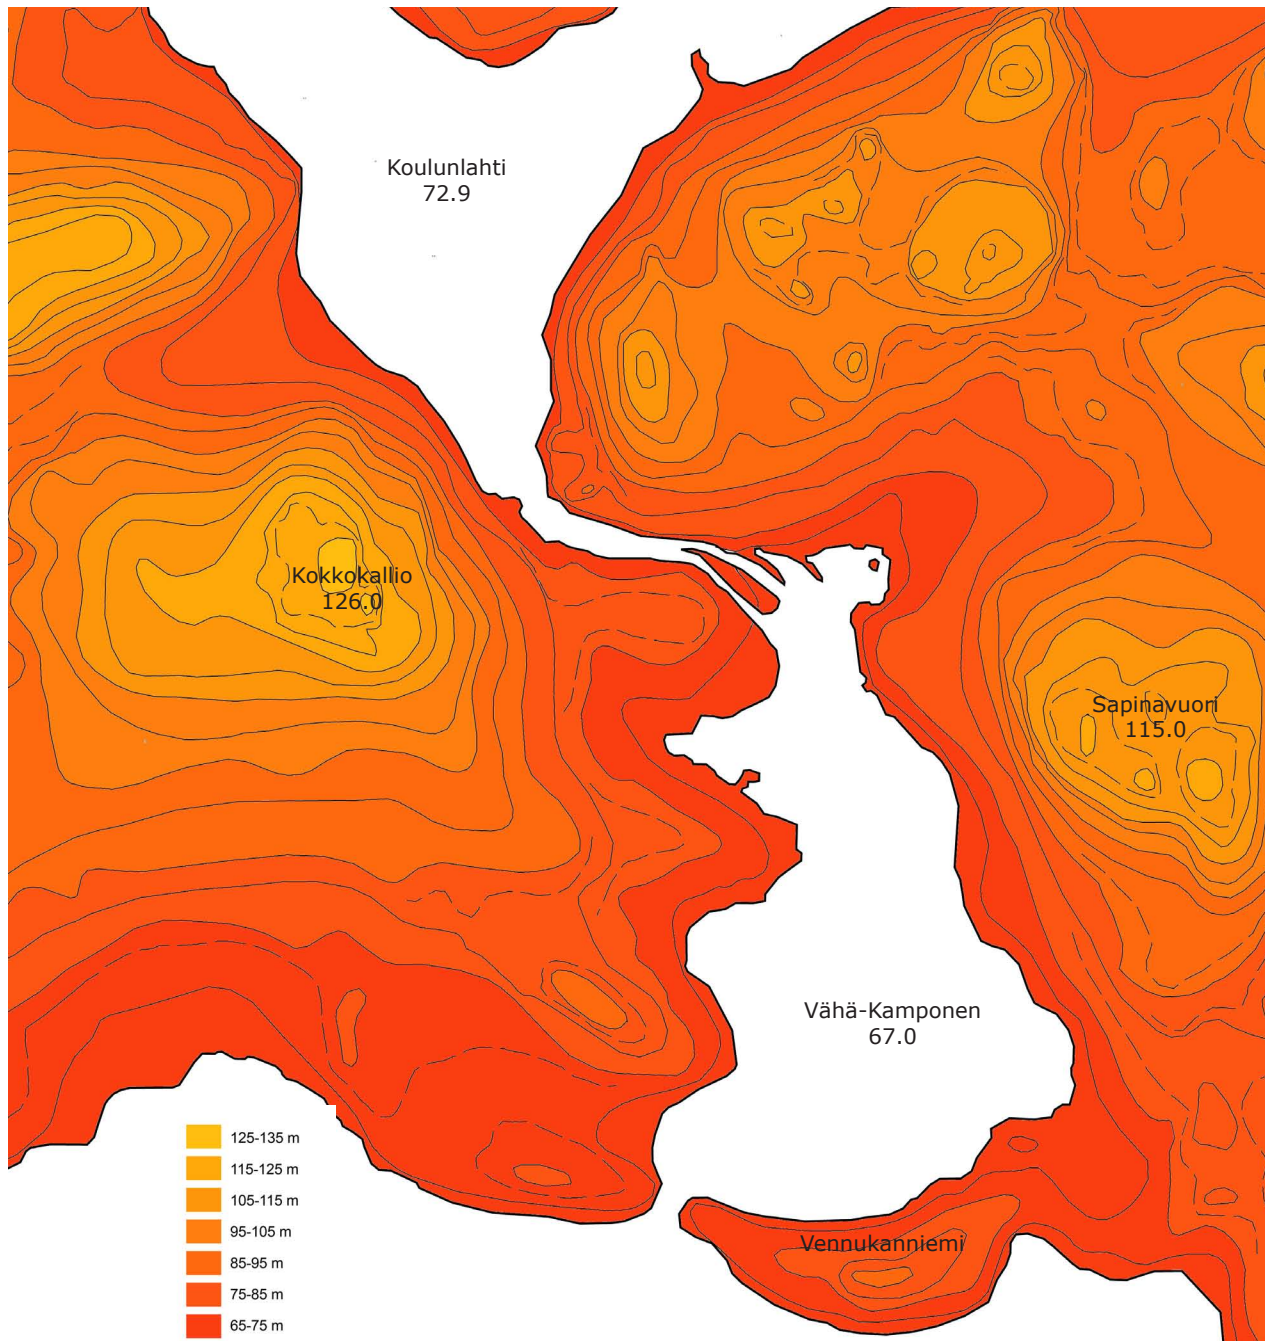 Koulunlahti
72.9
Kokkokallio
126.0
Sapinavuori
115.0
Vähä-Kamponen
67.0
Vennukanniemi
125-135 m
115-125 m
105-115 m
95-105 m
85-95 m
75-85 m
65-75 m